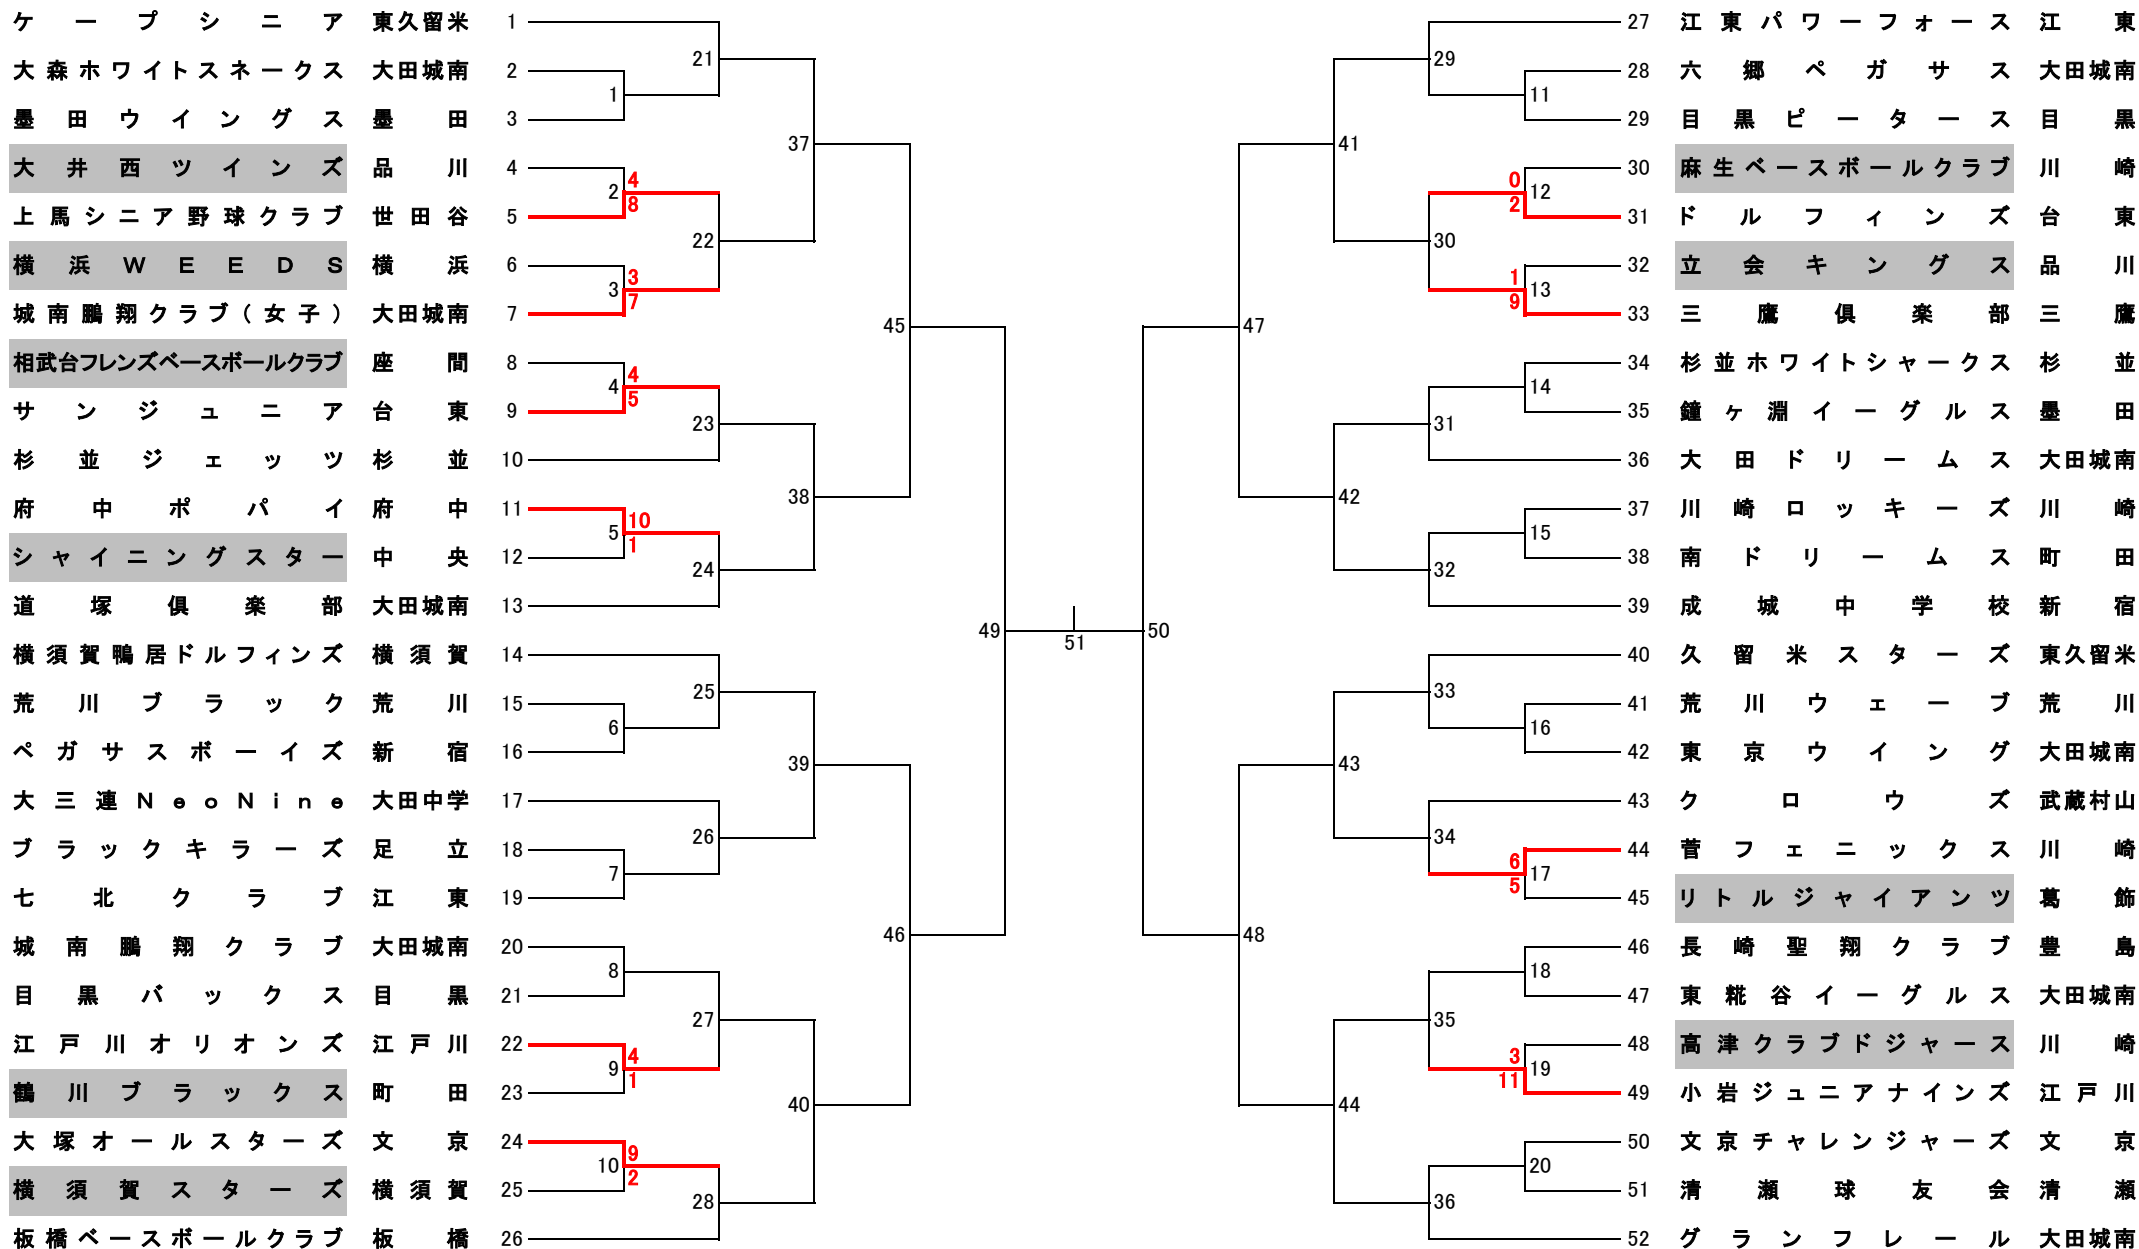 ケープシニア 東久留米 1
大森ホワイトスネークス 大田城南 2
墨田ウイングス 墨田 3
大井西ツインズ 品川 4
上馬シニア野球クラブ 世田谷 5
横浜WEEDS 横浜 6
城南鵬翔クラブ(女子) 大田城南 7
相武台フレンズベースボールクラブ 座間 8
サンジュニア 台東 9
杉並ジェッツ 杉並 10
府中ポパイ 府中 11
シャイニングスター 中央 12
道塚倶楽部 大田城南 13
横須賀鴨居ドルフィンズ 横須賀 14
荒川ブラック 荒川 15
ペガサスボーイズ 新宿 16
大三連NeoNine 大田中学 17
ブラックキラーズ 足立 18
七北クラブ 江東 19
城南鵬翔クラブ 大田城南 20
目黒バックス 目黒 21
江戸川オリオンズ 江戸川 22
鶴川ブラックス 町田 23
大塚オールスターズ 文京 24
横須賀スターズ 横須賀 25
板橋ベースボールクラブ 板橋 26
1
2 4 8
3 3 7
4 4 5
5 10 1
6
7
8
9 4 1
10 9 2
21
22
23
24
25
26
27
28
37
38
39
40
45
46
49
51
50
47
48
41
42
43
44
29
30
31
32
33
34
35
36
11
0 2 12
1 9 13
14
15
16
6 5 17
18
3 11 19
20
27 江東パワーフォース 江東
28 六郷ペガサス 大田城南
29 目黒ピータース 目黒
30 麻生ベースボールクラブ 川崎
31 ドルフィンズ 台東
32 立会キングス 品川
33 三鷹倶楽部 三鷹
34 杉並ホワイトシャークス 杉並
35 鐘ヶ淵イーグルス 墨田
36 大田ドリームス 大田城南
37 川崎ロッキーズ 川崎
38 南ドリームス 町田
39 成城中学校 新宿
40 久留米スターズ 東久留米
41 荒川ウェーブ 荒川
42 東京ウイング 大田城南
43 クロウズ 武蔵村山
44 菅フェニックス 川崎
45 リトルジャイアンツ 葛飾
46 長崎聖翔クラブ 豊島
47 東糀谷イーグルス 大田城南
48 高津クラブドジャース 川崎
49 小岩ジュニアナインズ 江戸川
50 文京チャレンジャーズ 文京
51 清瀬球友会 清瀬
52 グランフレール 大田城南